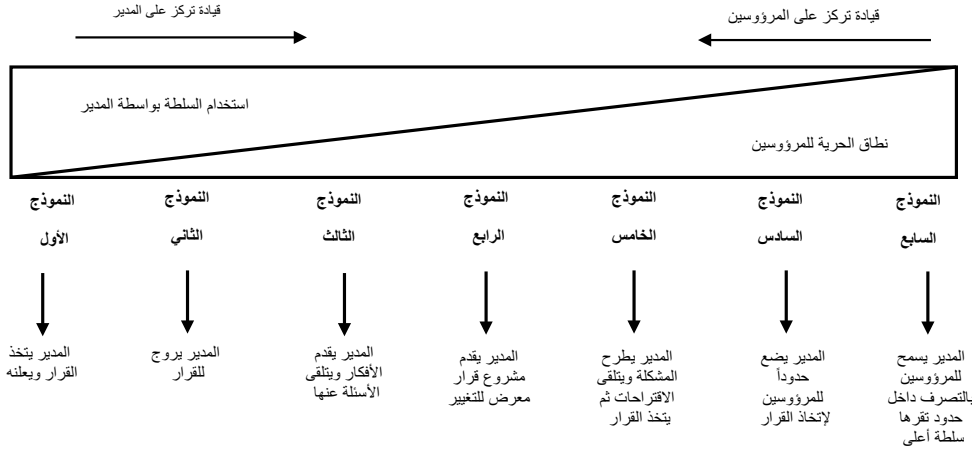 قيادة تركز على المرؤوسين
قيادة تركز على المدير
استخدام السلطة بواسطة المدير
نطاق الحرية للمرؤوسين
النموذج
الأول
النموذج
الثاني
النموذج
الثالث
النموذج
الرابع
النموذج
الخامس
النموذج
السادس
النموذج
السابع
المدير يتخذ
القرار ويعلنه
المدير يروج
للقرار
المدير يقدم
الأفكار ويتلقى
الأسئلة عنها
المدير يقدم
مشروع قرار
معرض للتغيير
المدير يطرح
المشكلة ويتلقى
الاقتراحات ثم
يتخذ القرار
المدير يضع
حدوداً
للمرؤوسين
لإتخاذ القرار
المدير يسمح
للمرؤوسين
بالتصرف داخل
حدود تقرها
سلطة أعلى